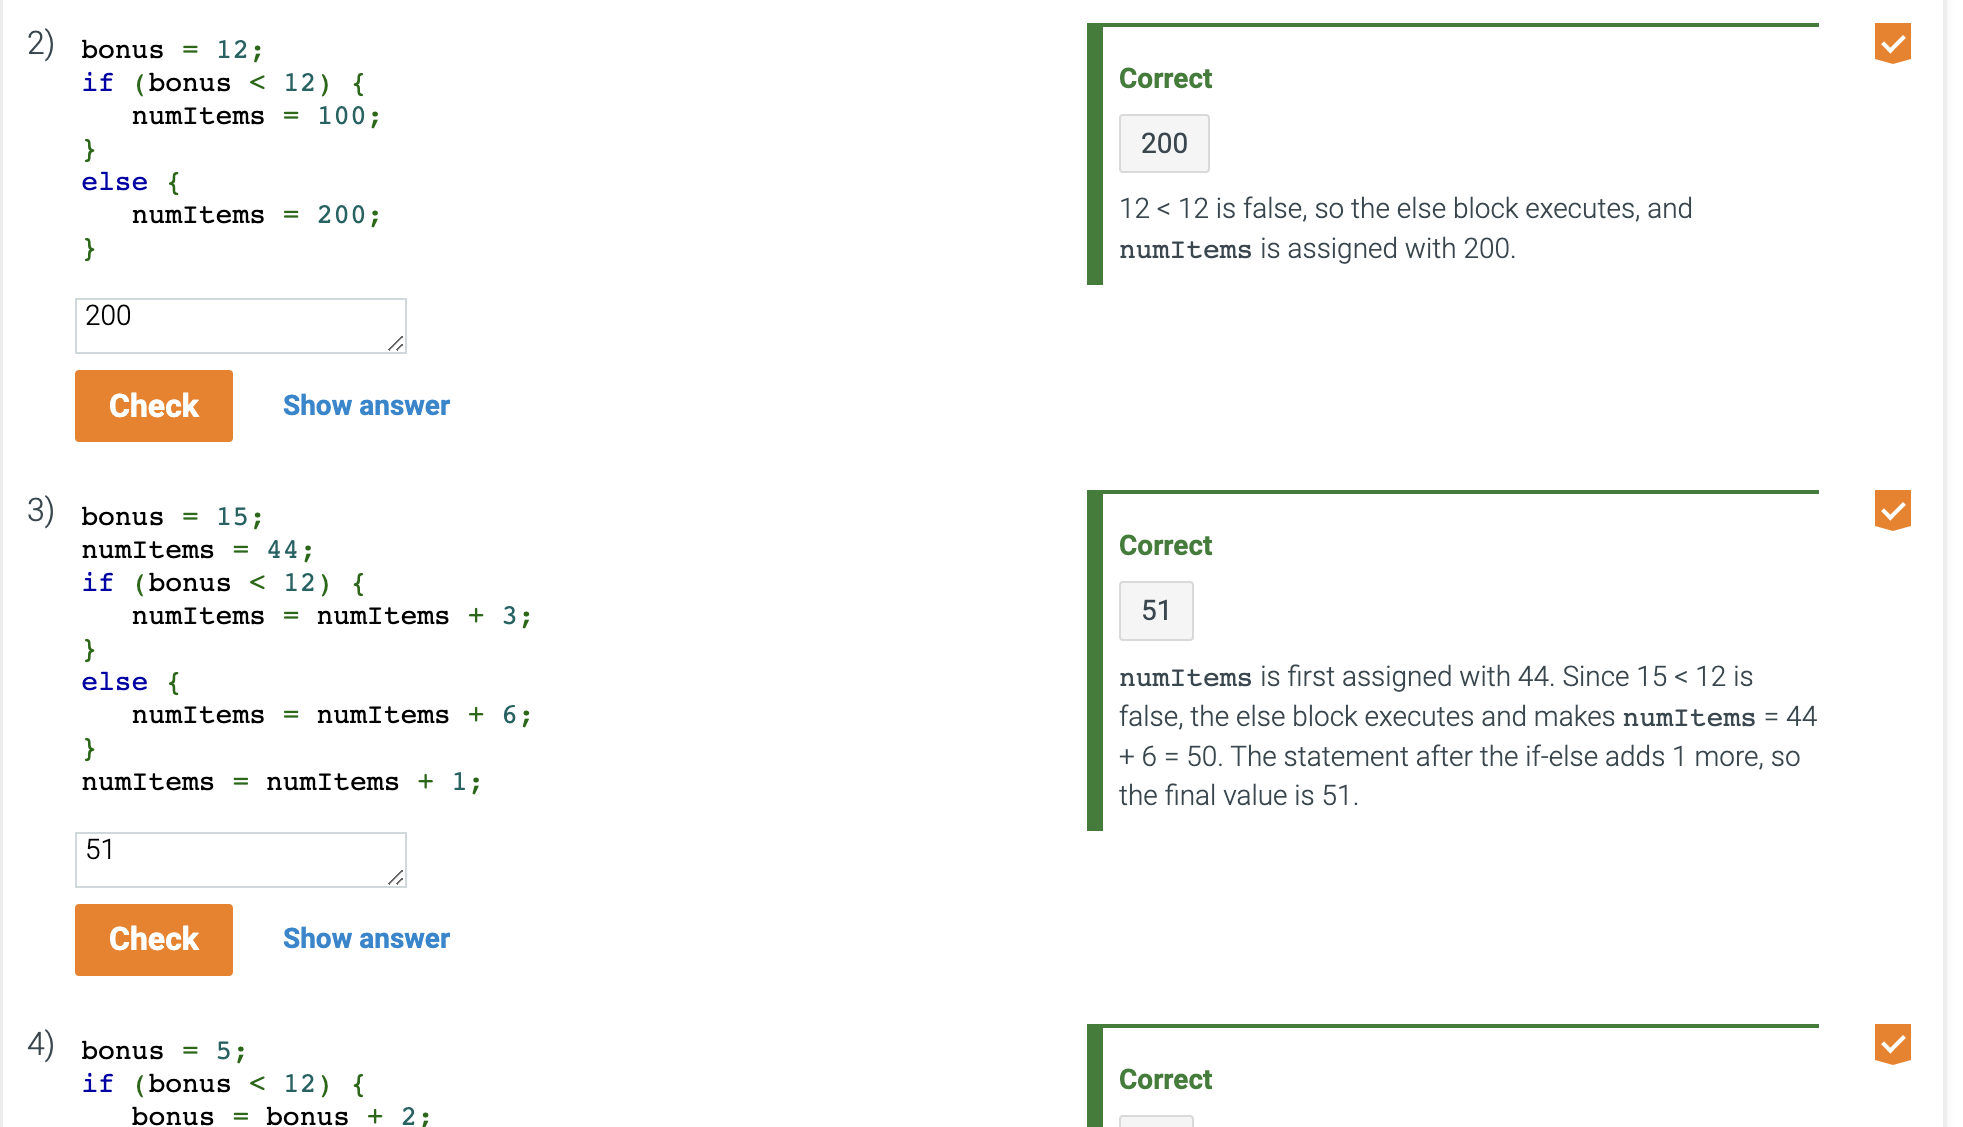 2)
bonus = 12;
if (bonus < 12) {
   numItems = 100;
}
else {
   numItems = 200;
}
200
Check
Show answer
Correct
200
12 < 12 is false, so the else block executes, and
numItems is assigned with 200.
3)
bonus = 15;
numItems = 44;
if (bonus < 12) {
   numItems = numItems + 3;
}
else {
   numItems = numItems + 6;
}
numItems = numItems + 1;
51
Check
Show answer
Correct
51
numItems is first assigned with 44. Since 15 < 12 is
false, the else block executes and makes numItems = 44
+ 6 = 50. The statement after the if-else adds 1 more, so
the final value is 51.
4)
bonus = 5;
if (bonus < 12) {
   bonus = bonus + 2;
Correct